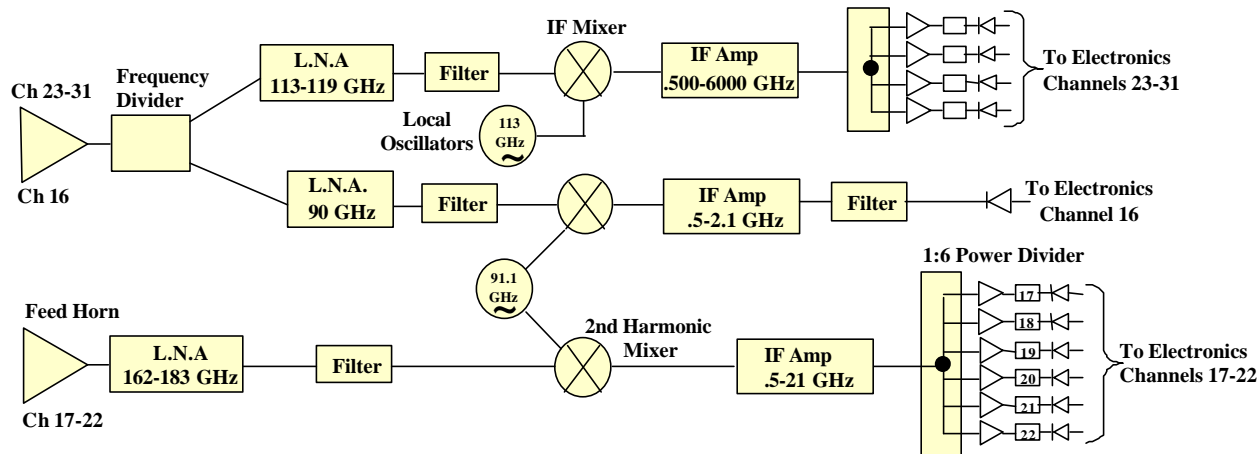 Ch 23-31
Ch 16
Frequency
Divider
L.N.A
113-119 GHz
Filter
IF Mixer
Local
Oscillators
113
GHz
IF Amp
.500-6000 GHz
To Electronics
Channels 23-31
L.N.A.
90 GHz
Filter
IF Amp
.5-2.1 GHz
Filter
To Electronics
Channel 16
91.1
GHz
Feed Horn
Ch 17-22
L.N.A
162-183 GHz
Filter
2nd Harmonic
Mixer
IF Amp
.5-21 GHz
1:6 Power Divider
17
18
19
20
21
22
To Electronics
Channels 17-22